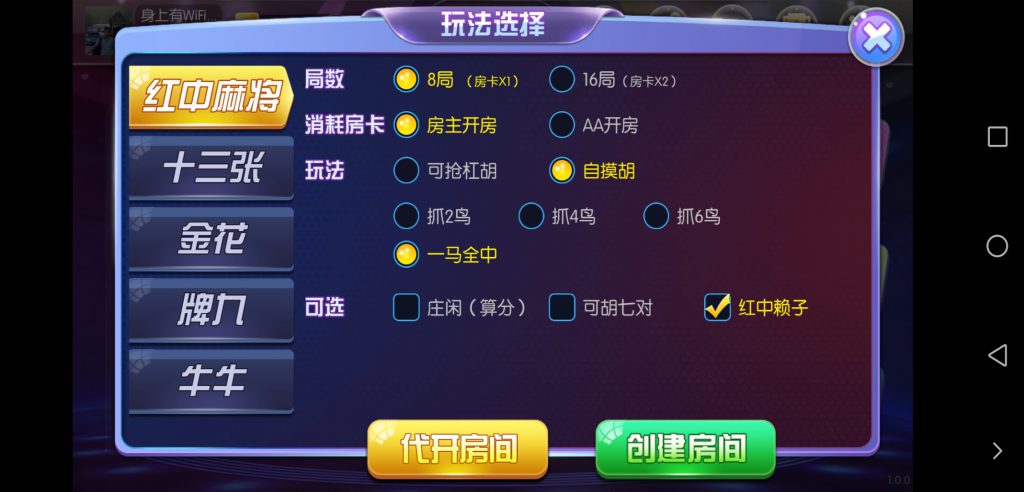 身上有WiFi...
玩法选择
红中麻将
十三张
金花
牌九
牛牛
局数 8局（房卡X1） 16局（房卡X2）
消耗房卡 房主开房 AA开房
玩法 可抢杠胡 自摸胡
抓2鸟 抓4鸟 抓6鸟
一马全中
可选 庄闲（算分） 可胡七对 红中赖子
代开房间 创建房间
1.0.0